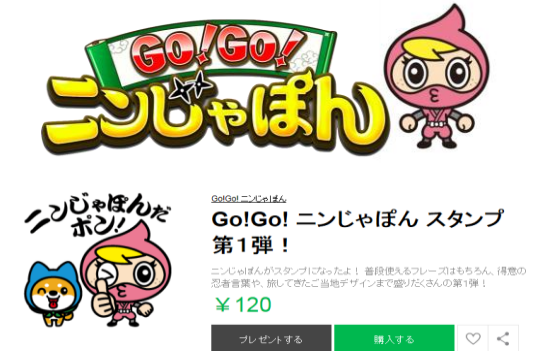 GO!GO!
ニンじゃぽん
ニンじゃぽんだ
ポン!
Go!Go! ニンじゃぽん
Go!Go! ニンじゃぽん スタンプ
第1弾！
ニンじゃぽんがスタンプになったよ！ 普段使えるフレーズはもちろん、得意の
忍者言葉や、旅してきたご当地デザインまで盛りだくさんの第1弾！
￥120
プレゼントする
購入する